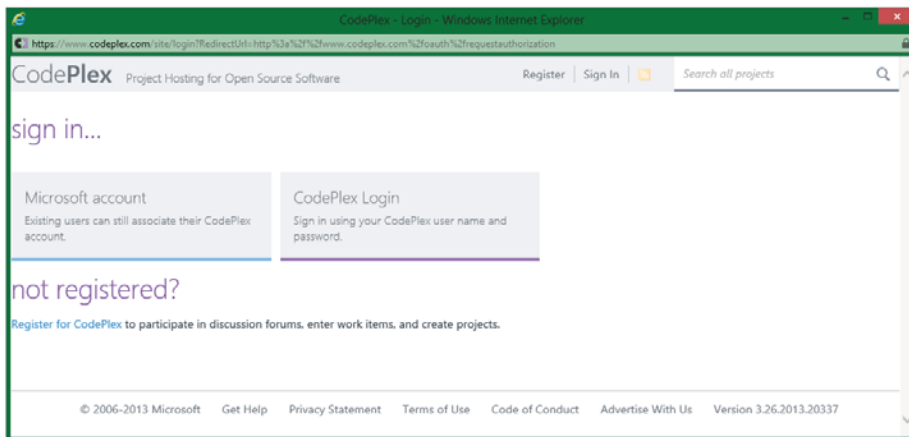 CodePlex - Login - Windows Internet Explorer
https://www.codeplex.com/site/login?RedirectUrl=http%3a%2f%2fwww.codeplex.com%2foauth%2frequestauthorization
CodePlex Project Hosting for Open Source Software Register Sign In Search all projects
sign in...
Microsoft account CodePlex Login
Existing users can still associate their CodePlex Sign in using your CodePlex user name and
account. password.
not registered?
Register for CodePlex to participate in discussion forums, enter work items, and create projects.
© 2006-2013 Microsoft Get Help Privacy Statement Terms of Use Code of Conduct Advertise With Us Version 3.26.2013.20337